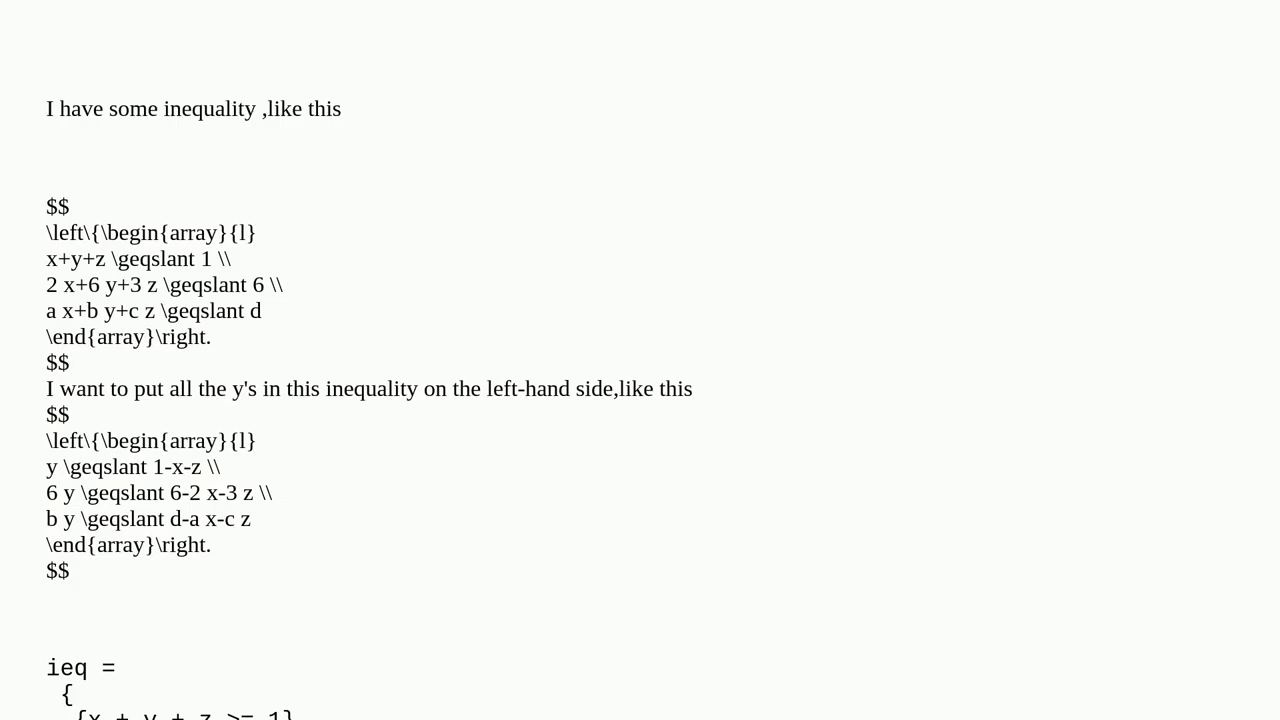 I have some inequality ,like this
$$
\left\{\begin{array}{l}
x+y+z \geqslant 1 \\
2 x+6 y+3 z \geqslant 6 \\
a x+b y+c z \geqslant d
\end{array}\right.
$$
I want to put all the y's in this inequality on the left-hand side,like this
$$
\left\{\begin{array}{l}
y \geqslant 1-x-z \\
6 y \geqslant 6-2 x-3 z \\
b y \geqslant d-a x-c z
\end{array}\right.
$$
ieq =
{
{x + y + z >= 1}